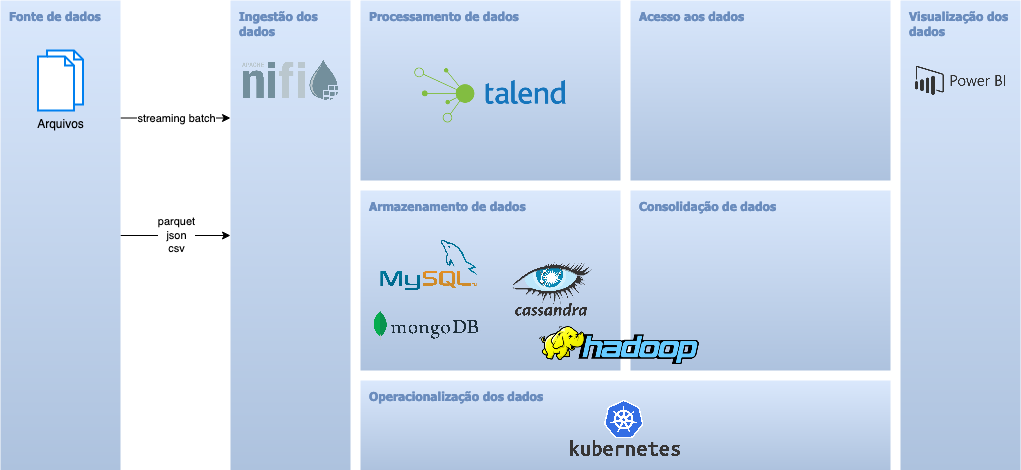 Fonte de dados
Arquivos
streaming batch
parquet
json
csv
Ingestão dos
dados
APACHE
nifi
Processamento de dados
talend
Acesso aos dados
Visualização dos
dados
Power BI
Armazenamento de dados
MySQL
cassandra
mongoDB
hadoop
Consolidação de dados
Operacionalização dos dados
kubernetes